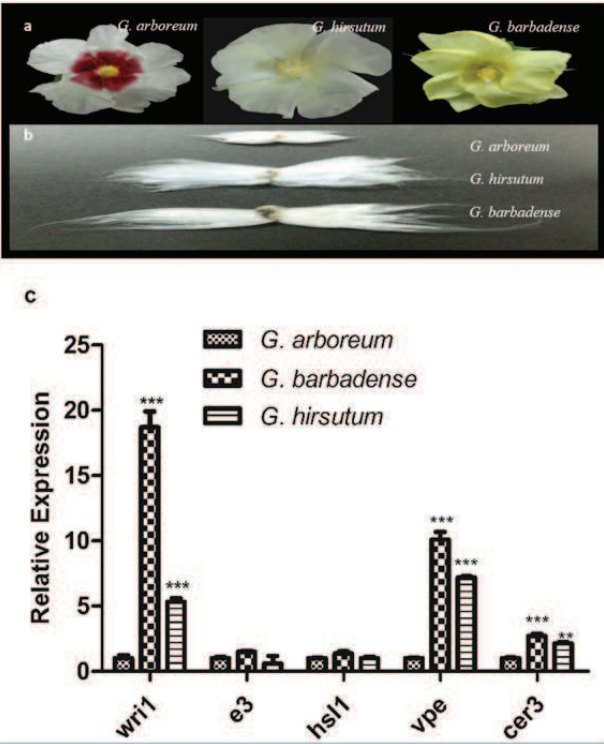 a
G. arboreum
G. hirsutum
G. barbadense
b
G. arboreum
G. hirsutum
G. barbadense
c
G. arboreum
G. barbadense
G. hirsutum
Relative Expression
25
20
15
10
5
0
***
***
***
***
***
**
wri1
e3
hsl1
vpe
cer3